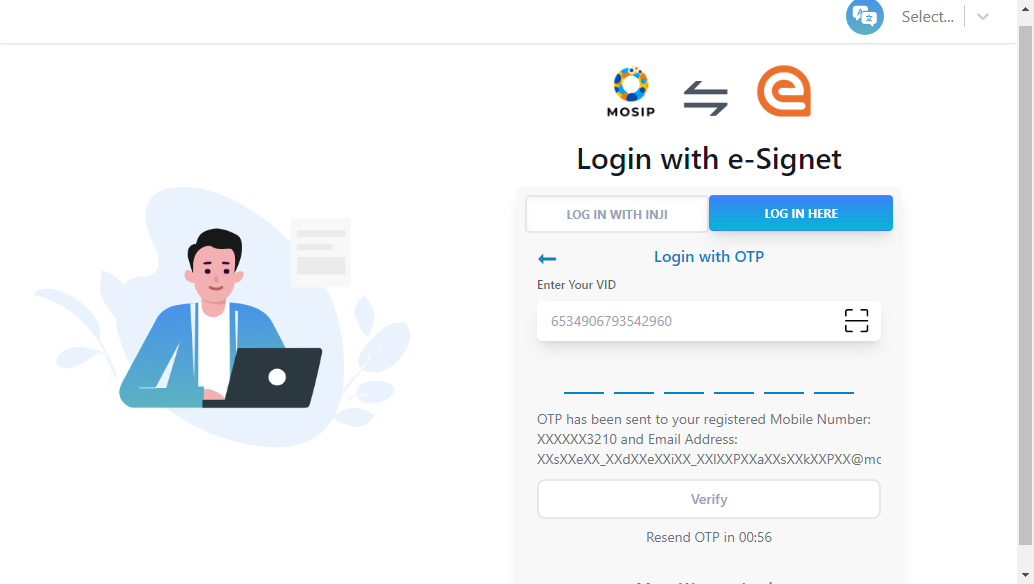 Select...
MOSIP
Login with e-Signet
LOG IN WITH INJI
LOG IN HERE
Login with OTP
Enter Your VID
6534906793542960
OTP has been sent to your registered Mobile Number:
XXXXXX3210 and Email Address:
Verify
Resend OTP in 00:56